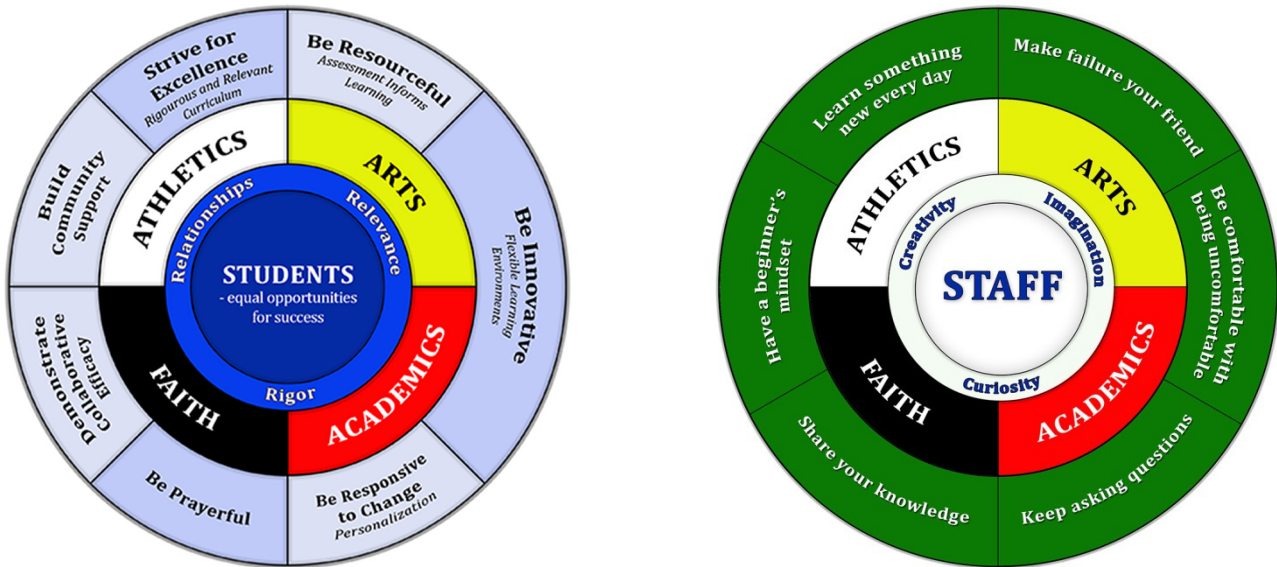 Strive for
Excellence
Rigourous and Relevant
Curriculum
Be Resourceful
Assessment Informs
Learning
Be Innovative
Flexible Learning
Environments
Be Responsive
to Change
Personalization
Be Prayerful
Demonstrate
Collaborative
Efficacy
Build
Community
Support
ATHLETICS
ARTS
ACADEMICS
FAITH
Relationships
Relevance
Rigor
STUDENTS
- equal opportunities
for success
Learn something
new every day
Make failure your friend
Be comfortable with
being uncomfortable
Keep asking questions
Share your knowledge
Have a beginner's
mindset
ATHLETICS
ARTS
ACADEMICS
FAITH
Creativity
Imagination
Curiosity
STAFF